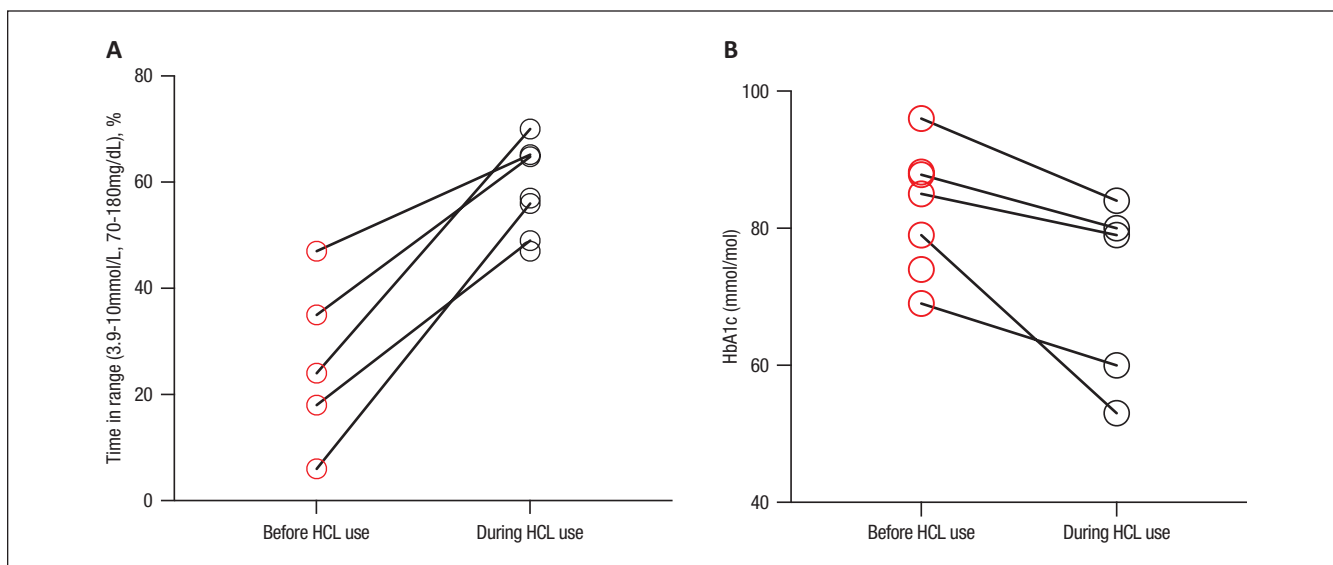 A
Time in range (3.9-10mmol/L, 70-180mg/dL), %
80
60
40
20
0
Before HCL use
During HCL use
B
HbA1c (mmol/mol)
100
80
60
40
Before HCL use
During HCL use